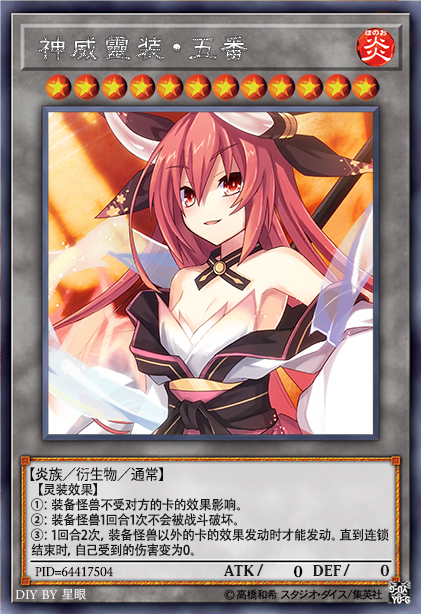 神威靈装・五番
ほのお
炎
【炎族／衍生物／通常】
【灵装效果】
①：装备怪兽不受对方的卡的效果影响。
②：装备怪兽1回合1次不会被战斗破坏。
③：1回合2次，装备怪兽以外的卡的效果发动时才能发动。直到连锁
结束时，自己受到的伤害变为0。
PID=64417504 ATK / 0 DEF / 0
DIY BY 星眼 ©高橋和希 スタジオ・ダイス/集英社